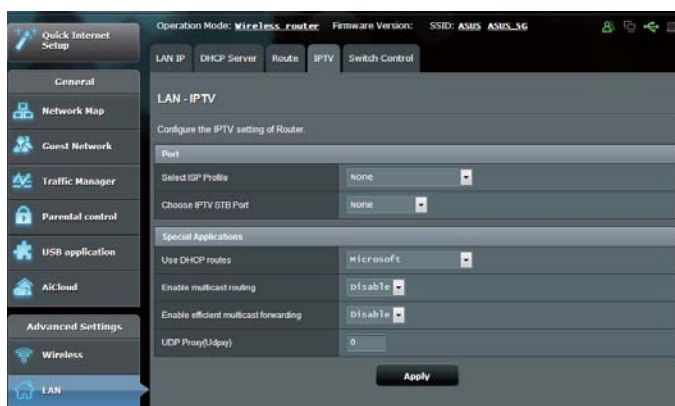 Quick Internet
Setup
Operation Mode: Wireless router Firmware Version: SSID: ASUS ASUS_5G
LAN IP DHCP Server Route IPTV Switch Control
General
Network Map
Guest Network
Traffic Manager
Parental control
USB application
AiCloud
Advanced Settings
Wireless
LAN
LAN - IPTV
Configure the IPTV setting of Router.
Port
Select ISP Profile None
Choose IPTV STB Port None
Special Applications
Use DHCP routes Microsoft
Enable multicast routing Disable
Enable efficient multicast forwarding Disable
UDP Proxy(Udpxy) 0
Apply